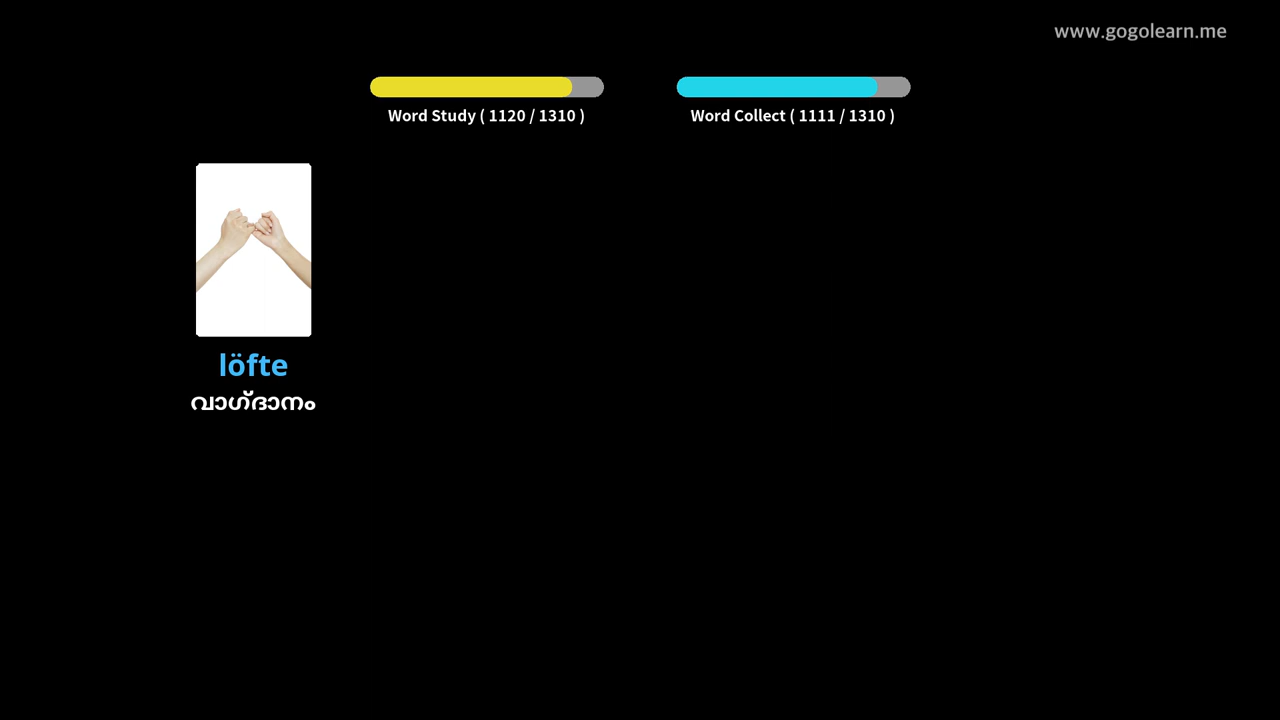 www.gogolearn.me
Word Study ( 1120 / 1310 )
Word Collect ( 1111 / 1310 )
löfte
വാഗ്ദാനം